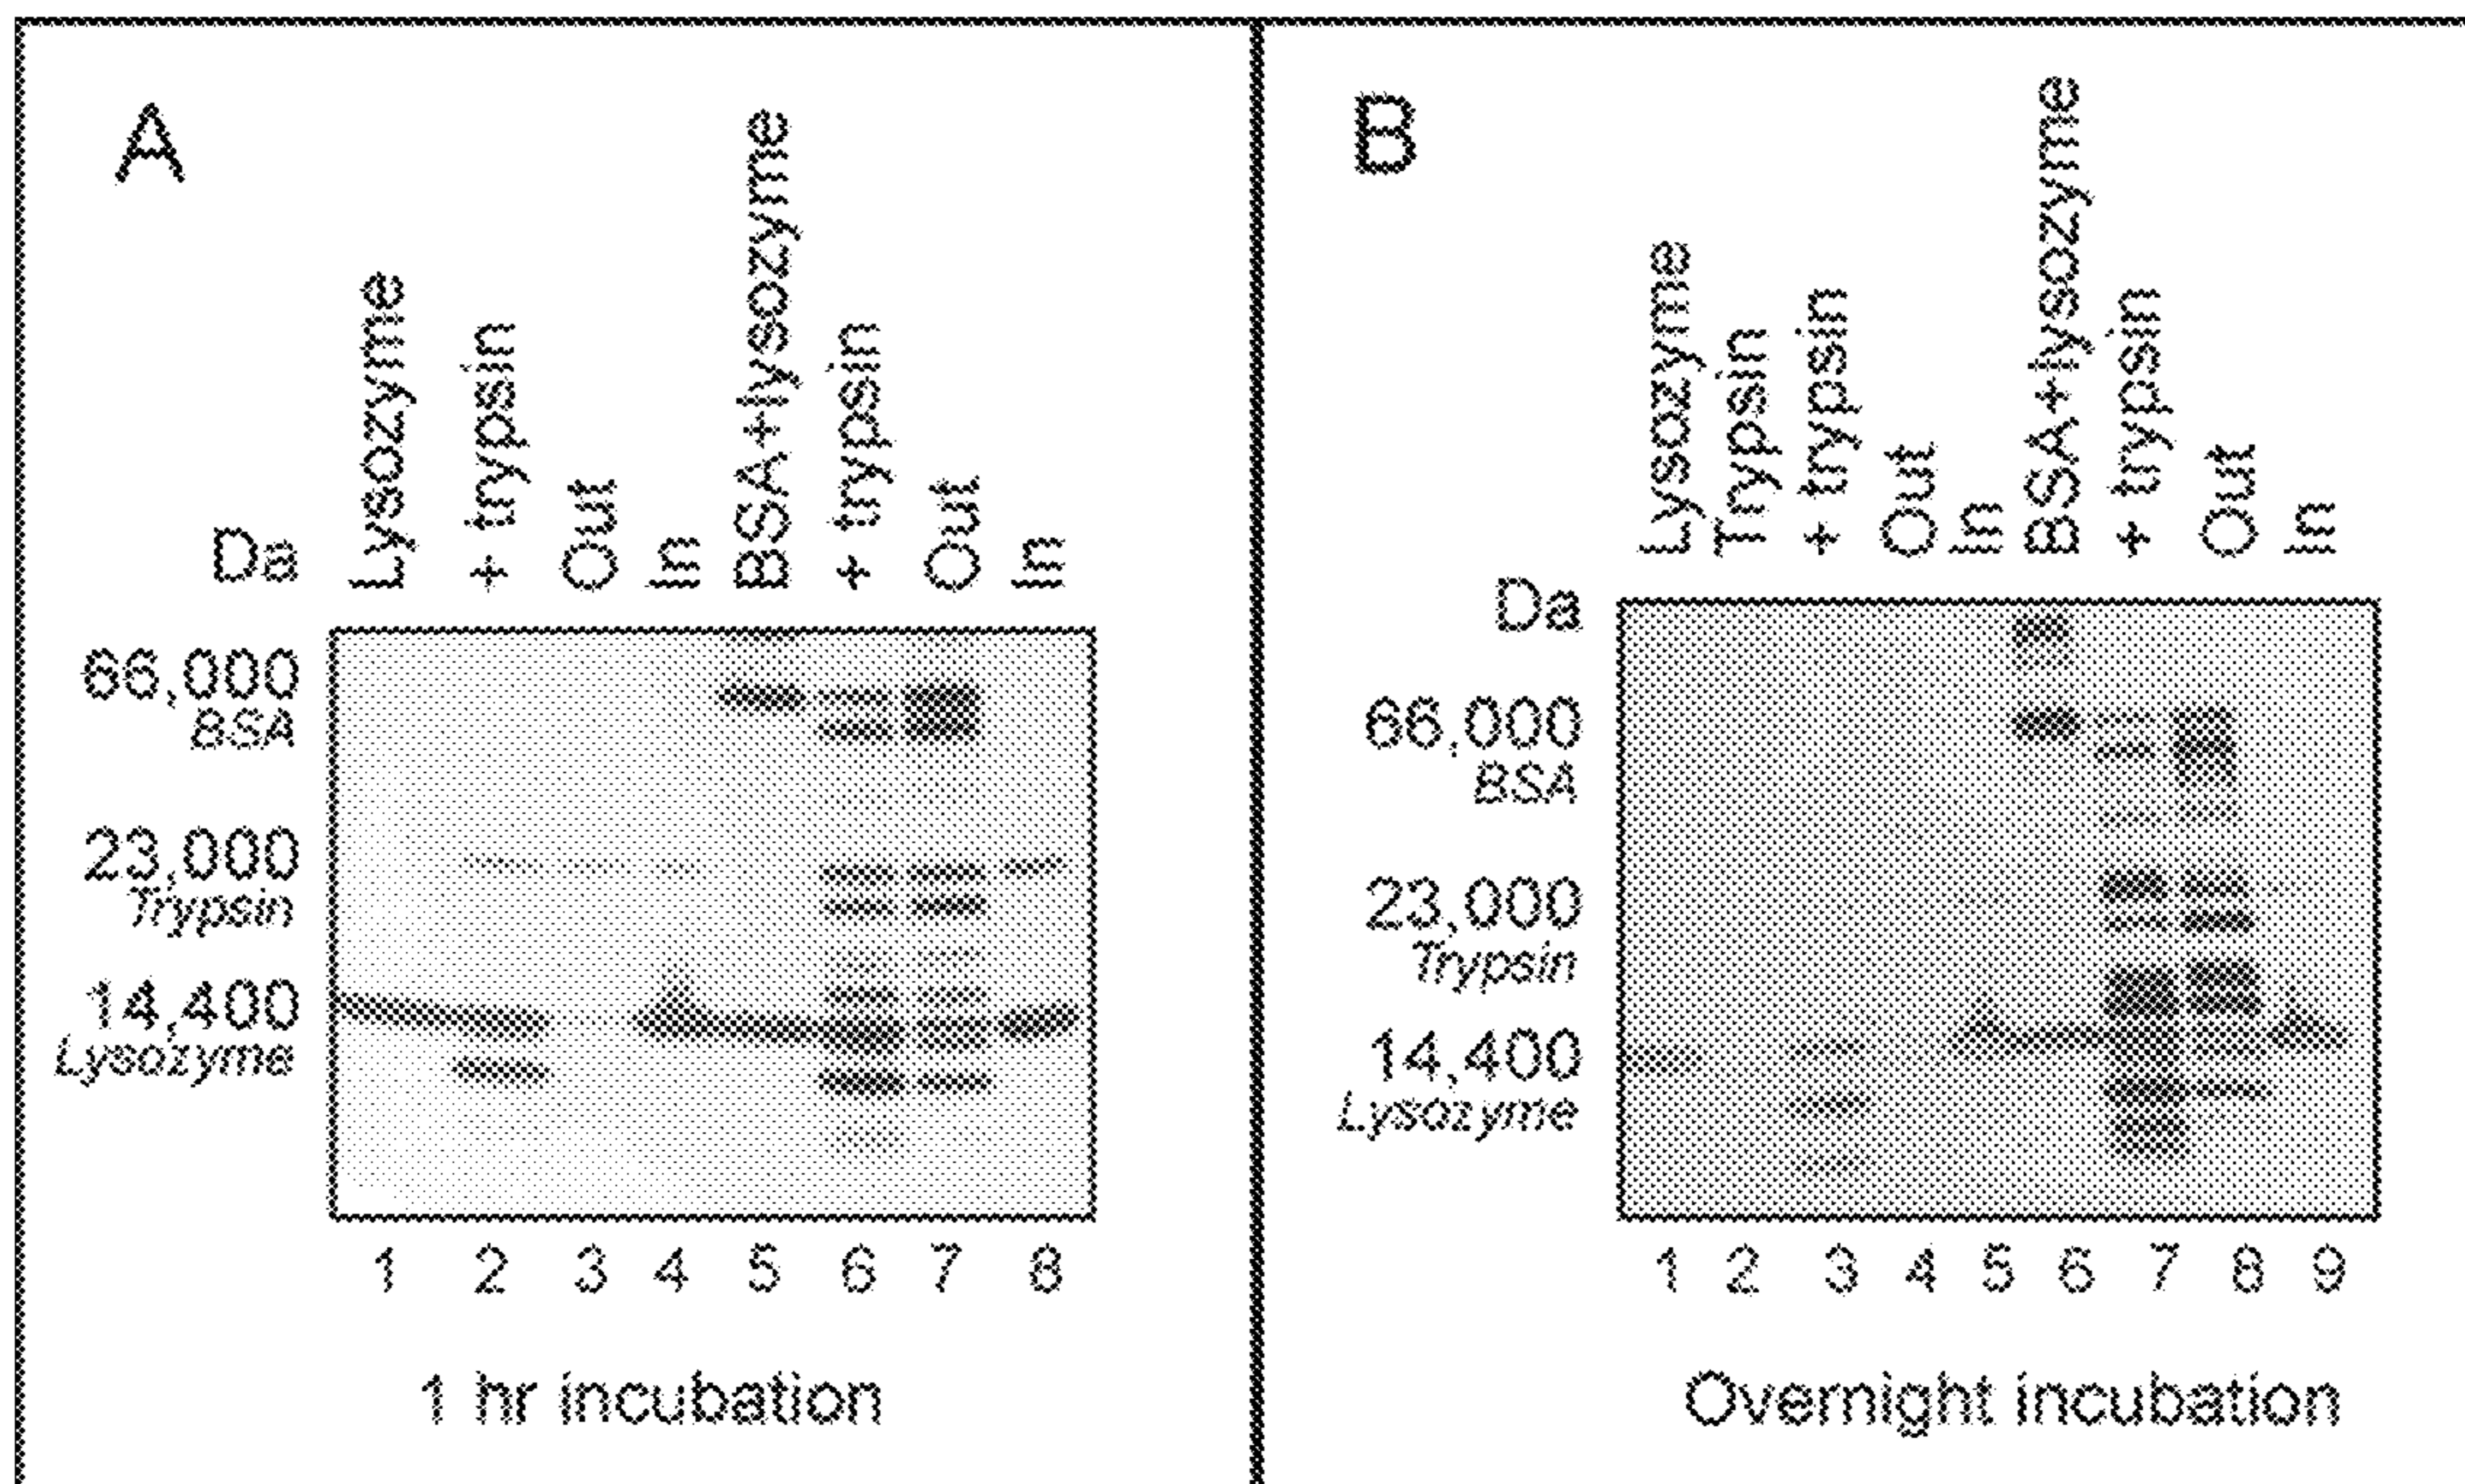 A
Lysozyme
+ trypsin
Out
In
BSA+lysozyme
+ trypsin
Out
In
Da
66,000
BSA
23,000
Trypsin
14,400
Lysozyme
1 2 3 4 5 6 7 8
1 hr incubation
B
Lysozyme
Trypsin
+ trypsin
Out
In
BSA+lysozyme
+ trypsin
Out
In
Da
66,000
BSA
23,000
Trypsin
14,400
Lysozyme
1 2 3 4 5 6 7 8 9
Overnight incubation